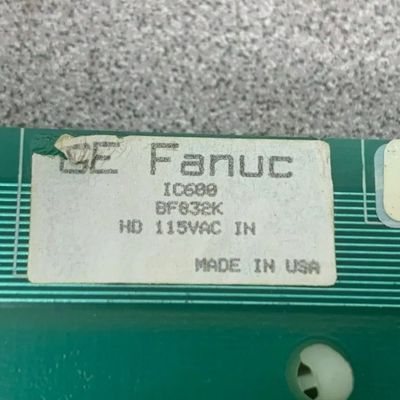 GE Fanuc
IC600
BF832K
HD 115VAC IN
MADE IN USA